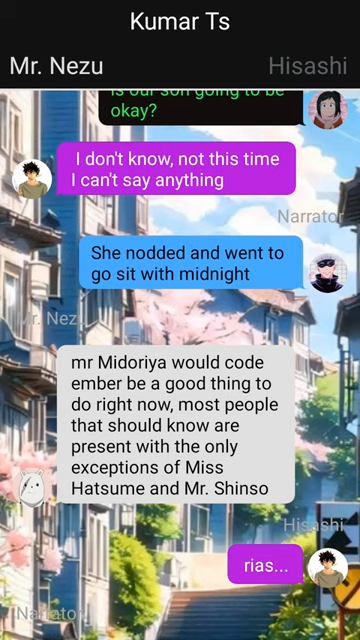 Kumar Ts
Mr. Nezu
Hisashi
is our son going to be
okay?
I don't know, not this time
I can't say anything
Narrator
She nodded and went to
go sit with midnight
Mr. Nezu
mr Midoriya would code
ember be a good thing to
do right now, most people
that should know are
present with the only
exceptions of Miss
Hatsume and Mr. Shinso
Hisashi
rias...
Narrator